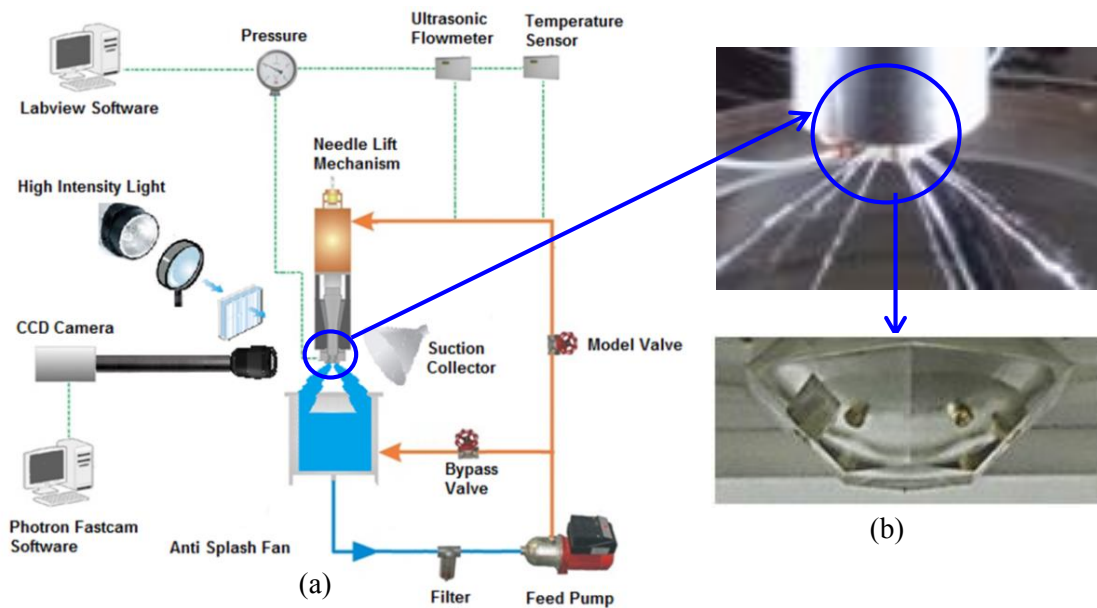 Ultrasonic
Flowmeter
Temperature
Sensor
Pressure
Labview Software
Needle Lift
Mechanism
High Intensity Light
CCD Camera
Suction
Collector
Model Valve
Bypass
Valve
Photron Fastcam
Software
Anti Splash Fan
(a)
Filter
Feed Pump
(b)